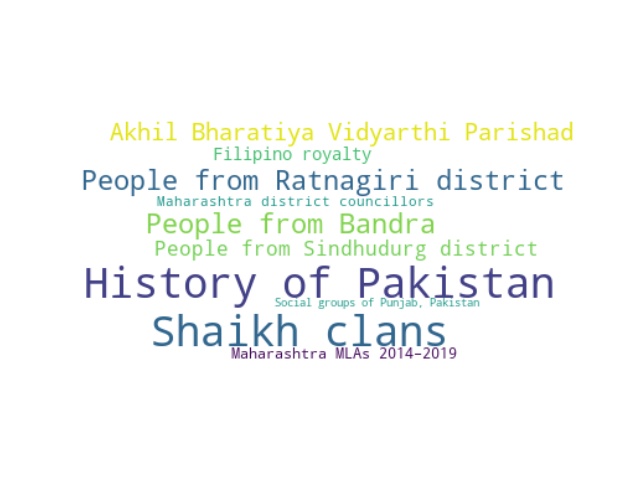 Akhil Bharatiya Vidyarthi Parishad
Filipino royalty
People from Ratnagiri district
Maharashtra district councillors
People from Bandra
People from Sindhudurg district
History of Pakistan
Social groups of Punjab, Pakistan
Shaikh clans
Maharashtra MLAs 2014–2019